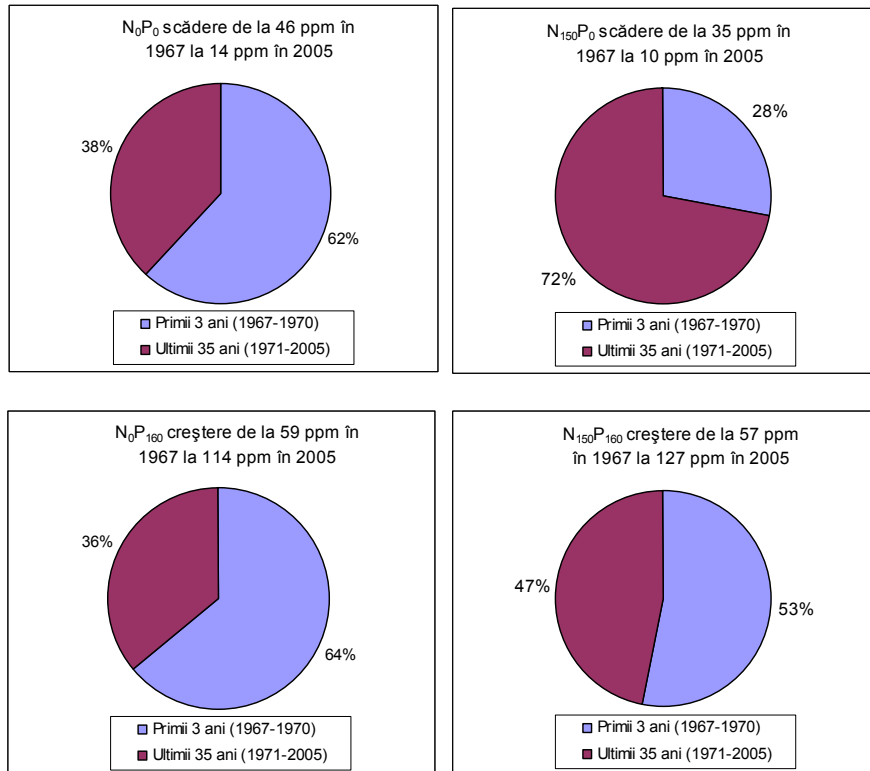 N₀P₀ scădere de la 46 ppm în
1967 la 14 ppm în 2005
38%
62%
Primii 3 ani (1967-1970)
Ultimii 35 ani (1971-2005)
N₁₅₀P₀ scădere de la 35 ppm în
1967 la 10 ppm în 2005
28%
72%
Primii 3 ani (1967-1970)
Ultimii 35 ani (1971-2005)
N₀P₁₆₀ creştere de la 59 ppm în
1967 la 114 ppm în 2005
36%
64%
Primii 3 ani (1967-1970)
Ultimii 35 ani (1971-2005)
N₁₅₀P₁₆₀ creştere de la 57 ppm
în 1967 la 127 ppm în 2005
47%
53%
Primii 3 ani (1967-1970)
Ultimii 35 ani (1971-2005)